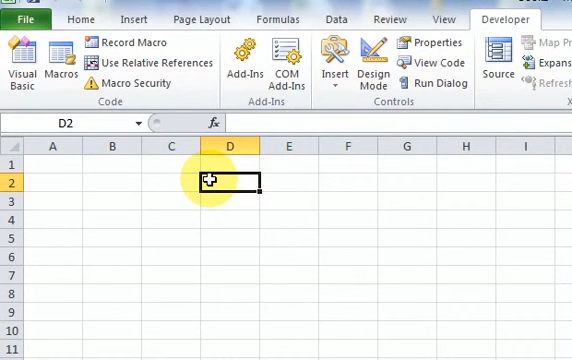 File Home Insert Page Layout Formulas Data Review View Developer
Visual Basic
Macros
Record Macro
Use Relative References
Macro Security
Code
Add-Ins
COM Add-Ins
Add-Ins
Insert
Design Mode
Properties
View Code
Run Dialog
Controls
Source
Map Pr
Expans
Refresh
X
D2 fx
A B C D E F G H I
1
2
3
4
5
6
7
8
9
10
11